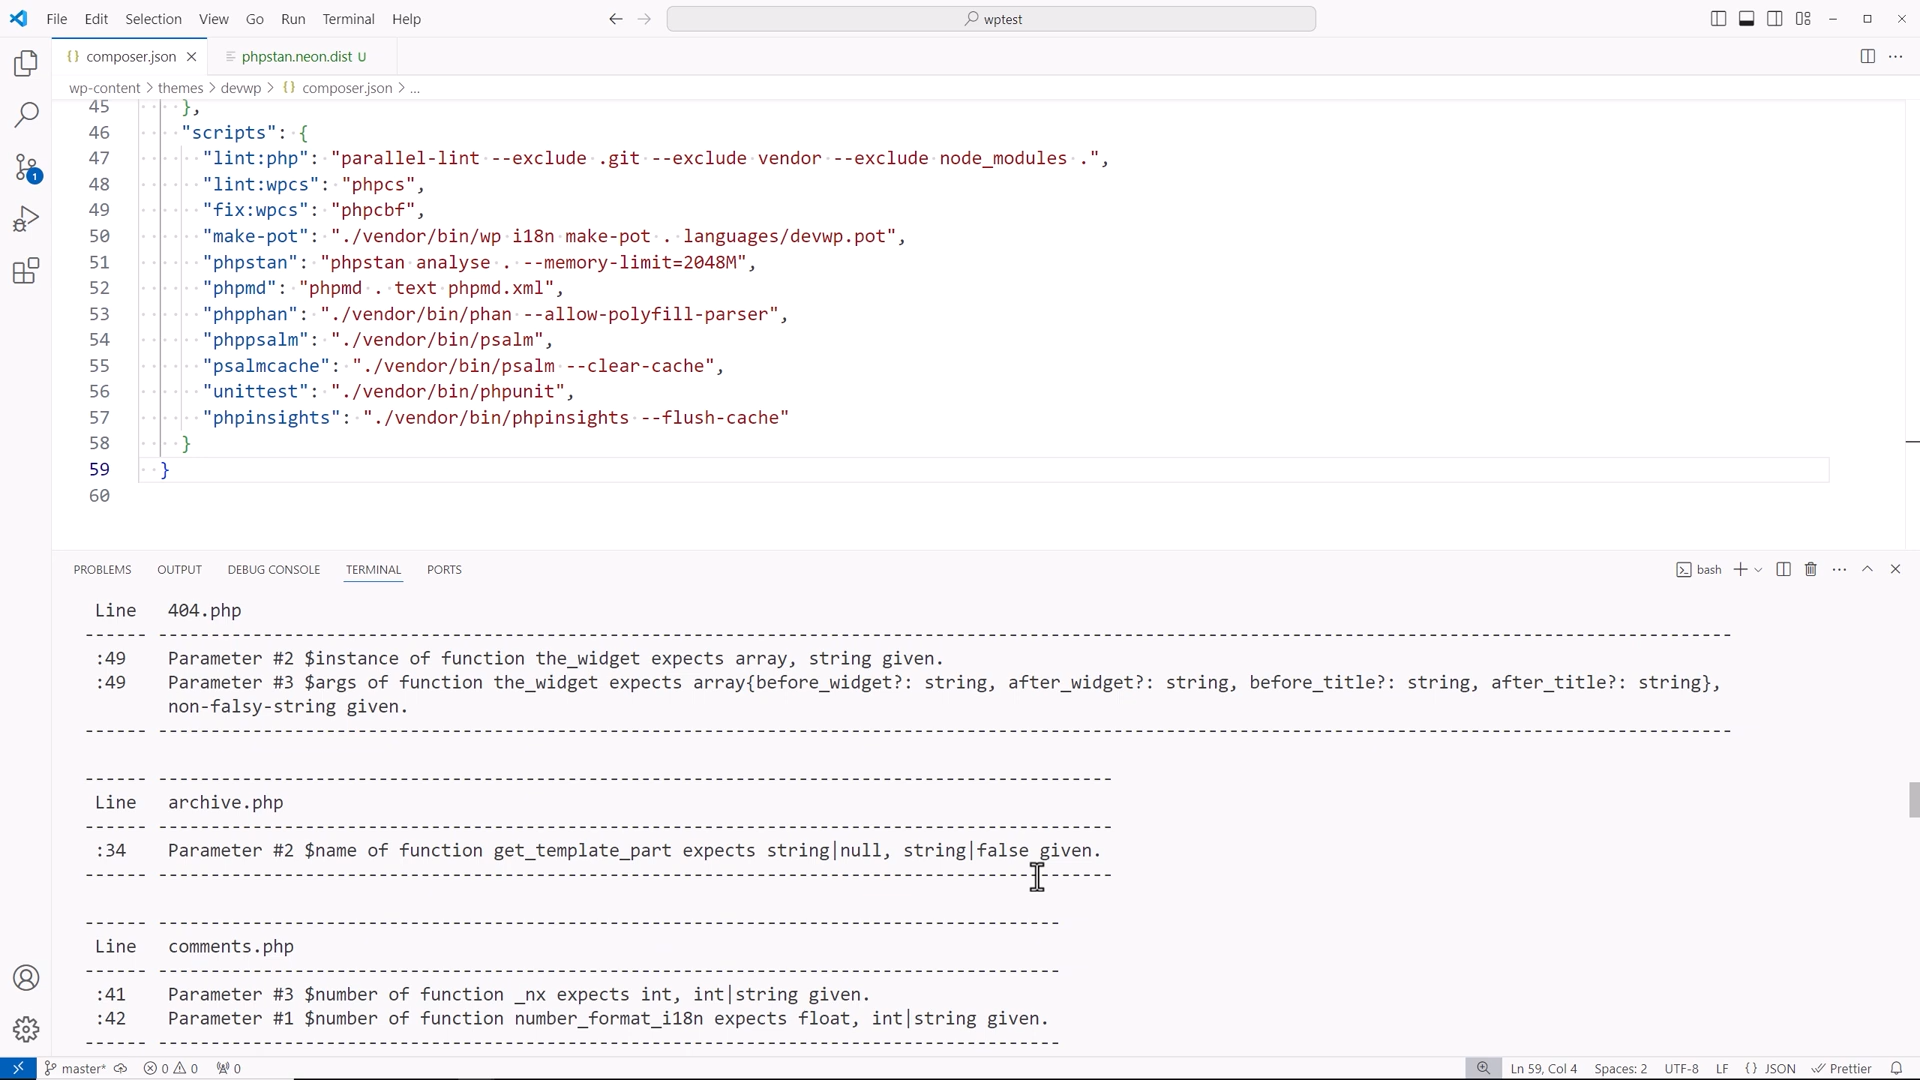 File Edit Selection View Go Run Terminal Help wptest
composer.json phpstan.neon.dist U
wp-content > themes > devwp > {} composer.json > ...
45 },
46 "scripts": {
47 "lint:php": "parallel-lint --exclude .git --exclude vendor --exclude node_modules .",
48 "lint:wpcs": "phpcs",
49 "fix:wpcs": "phpcbf",
50 "make-pot": "./vendor/bin/wp i18n make-pot . languages/devwp.pot",
51 "phpstan": "phpstan analyse . --memory-limit=2048M",
52 "phpmd": "phpmd . text phpmd.xml",
53 "phpphan": "./vendor/bin/phan --allow-polyfill-parser",
54 "phppsalm": "./vendor/bin/psalm",
55 "psalmcache": "./vendor/bin/psalm --clear-cache",
56 "unittest": "./vendor/bin/phpunit",
57 "phpinsights": "./vendor/bin/phpinsights --flush-cache"
58 }
59 }
60
1
PROBLEMS OUTPUT DEBUG CONSOLE TERMINAL PORTS bash
Line 404.php
------ ------
:49 Parameter #2 $instance of function the_widget expects array, string given.
:49 Parameter #3 $args of function the_widget expects array{before_widget?: string, after_widget?: string, before_title?: string, after_title?: string},
non-falsy-string given.
Line archive.php
:34 Parameter #2 $name of function get_template_part expects string|null, string|false given.
Line comments.php
:41 Parameter #3 $number of function _nx expects int, int|string given.
:42 Parameter #1 $number of function number_format_i18n expects float, int|string given.
master* 0 0 0 Ln 59, Col 4 Spaces: 2 UTF-8 LF {} JSON Prettier